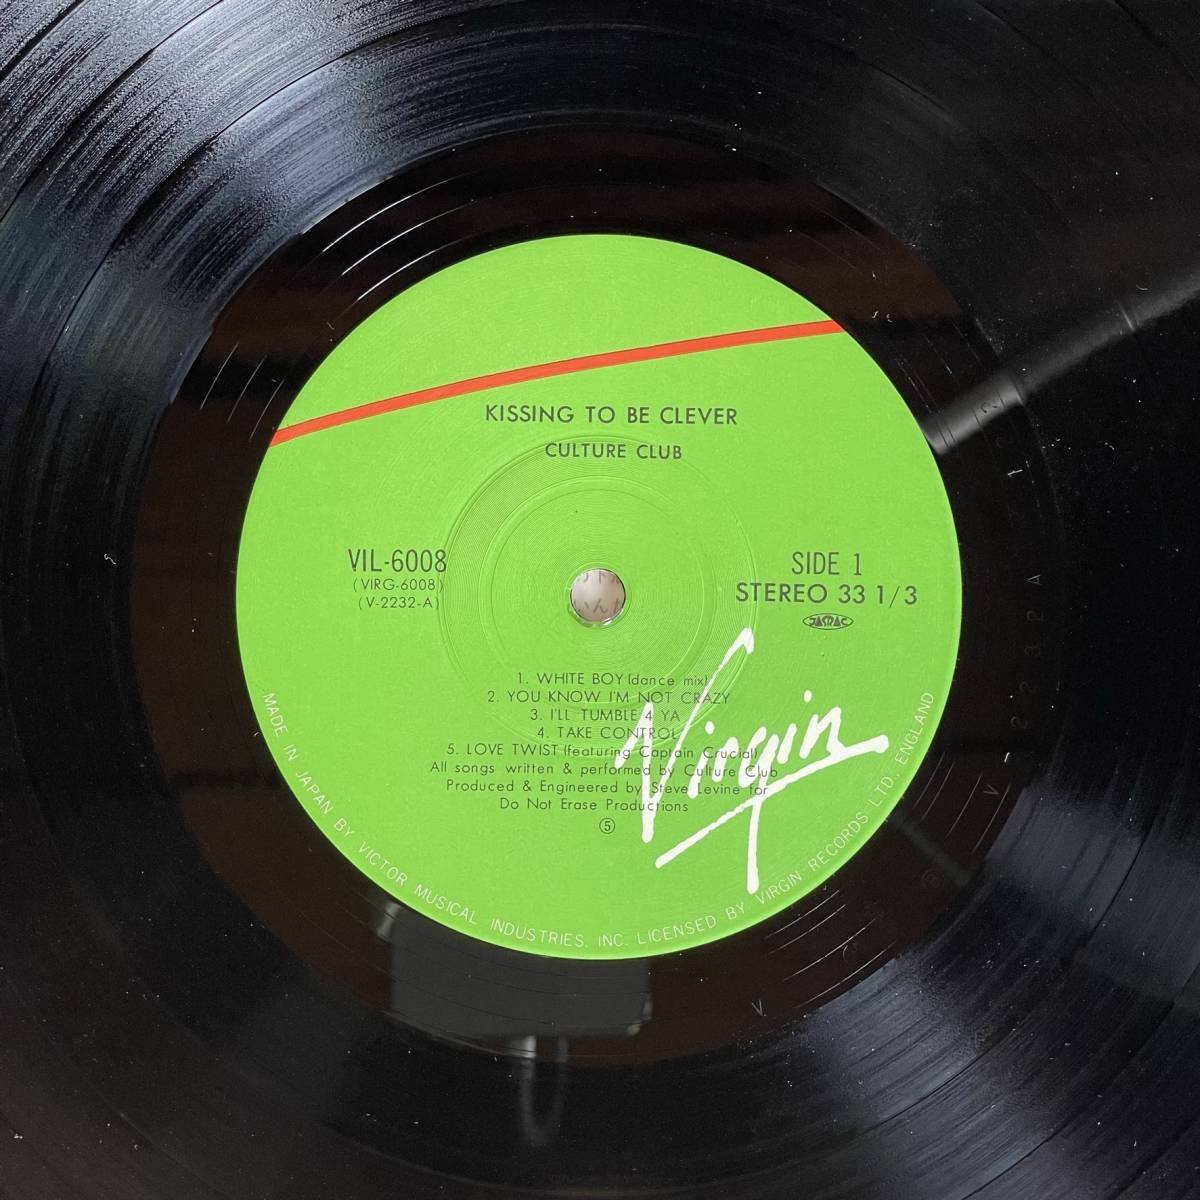 KISSING TO BE CLEVER
CULTURE CLUB
VIL-6008
(VIRG-6008)
(V-2232-A)
SIDE 1
STEREO 33 1/3
JASRAC
1. WHITE BOY (dance mix)
2. YOU KNOW I'M NOT CRAZY
3. I'LL TUMBLE 4 YA
4. TAKE CONTROL
5. LOVE TWIST (featuring Captain Crucial)
All songs written & performed by Culture Club
Produced & Engineered by Steve Levine for
Do Not Erase Productions
⑤
Virgin
MADE IN JAPAN BY VICTOR MUSICAL INDUSTRIES, INC. LICENSED BY VIRGIN RECORDS LTD. ENGLAND